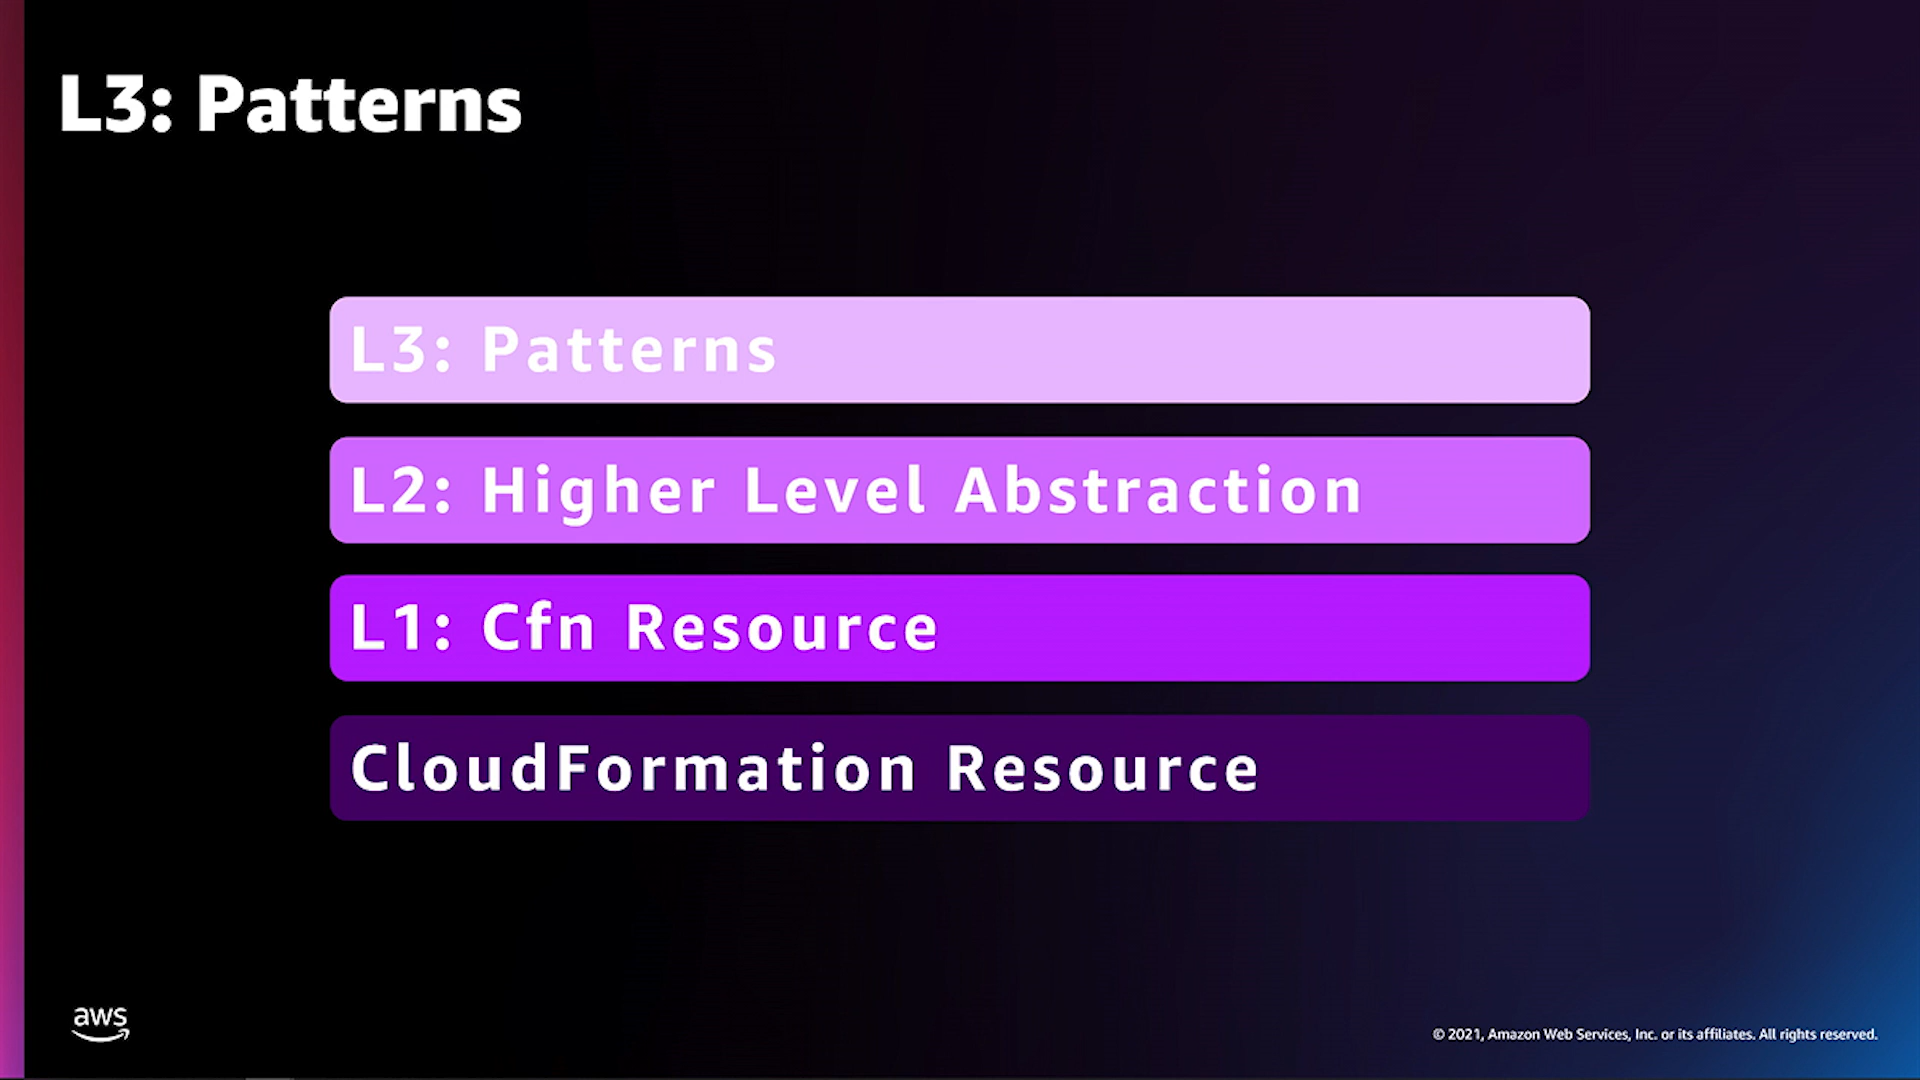 L3: Patterns
L3: Patterns
L2: Higher Level Abstraction
L1: Cfn Resource
CloudFormation Resource
aws
© 2021, Amazon Web Services, Inc. or its affiliates. All rights reserved.